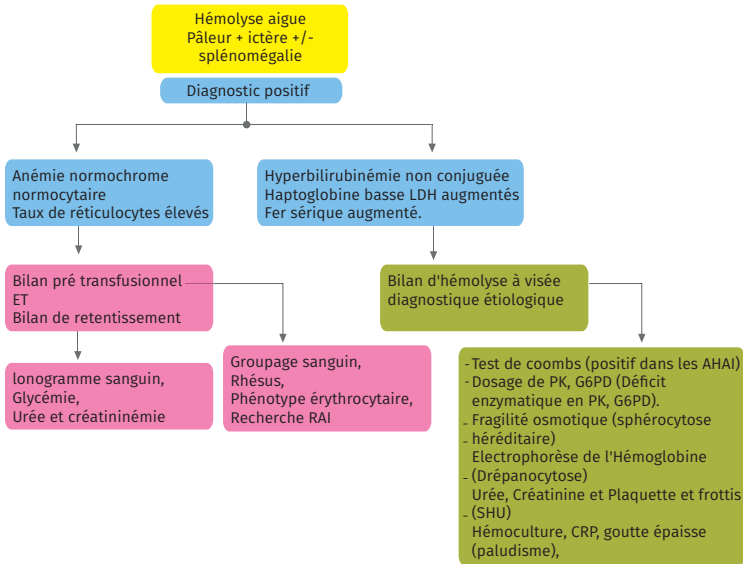 Hémolyse aigue
Pâleur + ictère +/-
splénomégalie
Diagnostic positif
Anémie normochrome
normocytaire
Taux de réticulocytes élevés
Hyperbilirubinémie non conjuguée
Haptoglobine basse LDH augmentés
Fer sérique augmenté.
Bilan pré transfusionnel
ET
Bilan de retentissement
Bilan d'hémolyse à visée
diagnostique étiologique
Ionogramme sanguin,
Glycémie,
Urée et créatininémie
Groupage sanguin,
Rhésus,
Phénotype érythrocytaire,
Recherche RAI
- Test de coombs (positif dans les AHAI)
- Dosage de PK, G6PD (Déficit
enzymatique en PK, G6PD).
- Fragilité osmotique (sphérocytose
- héréditaire)
Electrophorèse de l'Hémoglobine
- (Drépanocytose)
Urée, Créatinine et Plaquette et frottis
- (SHU)
Hémoculture, CRP, goutte épaisse
(paludisme),